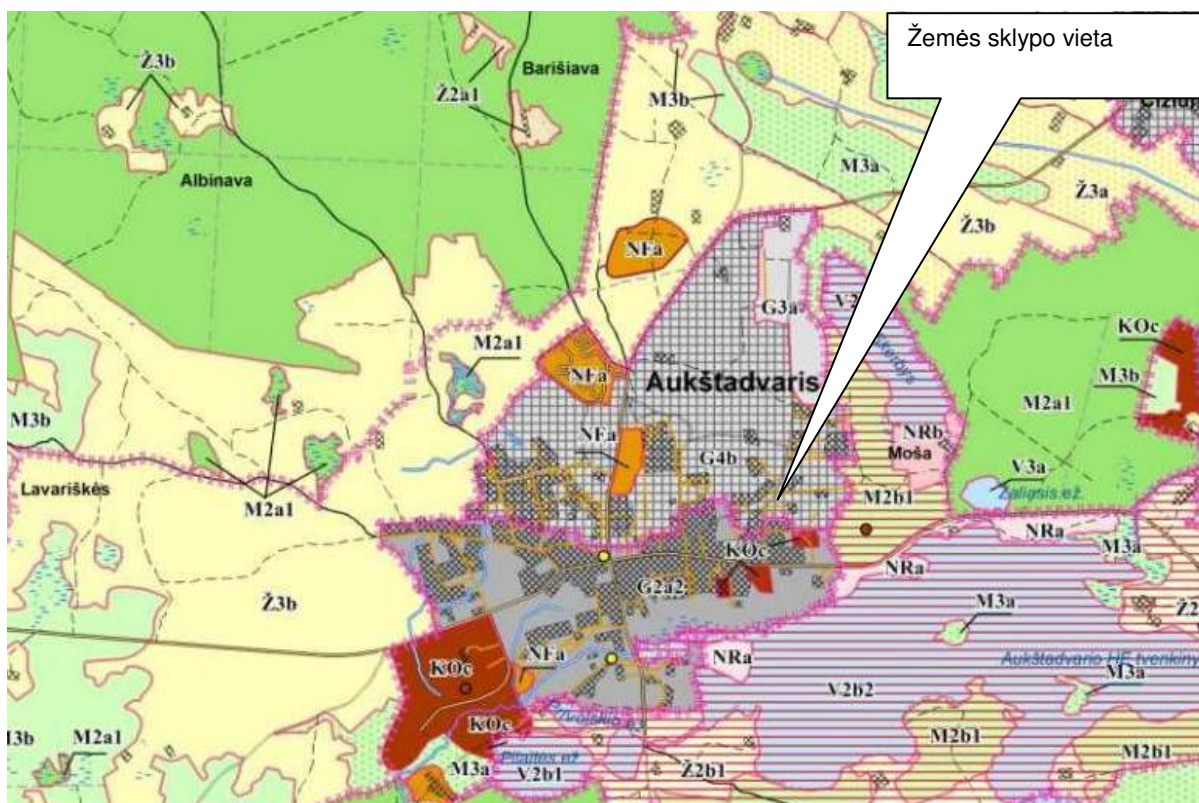 Žemės sklypo vieta
Ž3b
Barišiava
Ž2a1
M3b
Albinava
M3a
Ž3a
Ž3b
NFa
G3a
KOc
M2a1
NFa
Aukštadvaris
M3b
M3b
M2a1
NFa
G4b
NRb
Moša
V3a
Lavariškės
M2a1
M2b1
Žaliasis ež.
NRa
M3a
KOc
NRa
G2a2
Ž3b
M3a
NRa
KOc
NFa
Aukštadvario HE tvenkinys
M3a
V2b2
KOc
M2a1
M2b1
M2b1
M3a
V2b1
Ž2b1